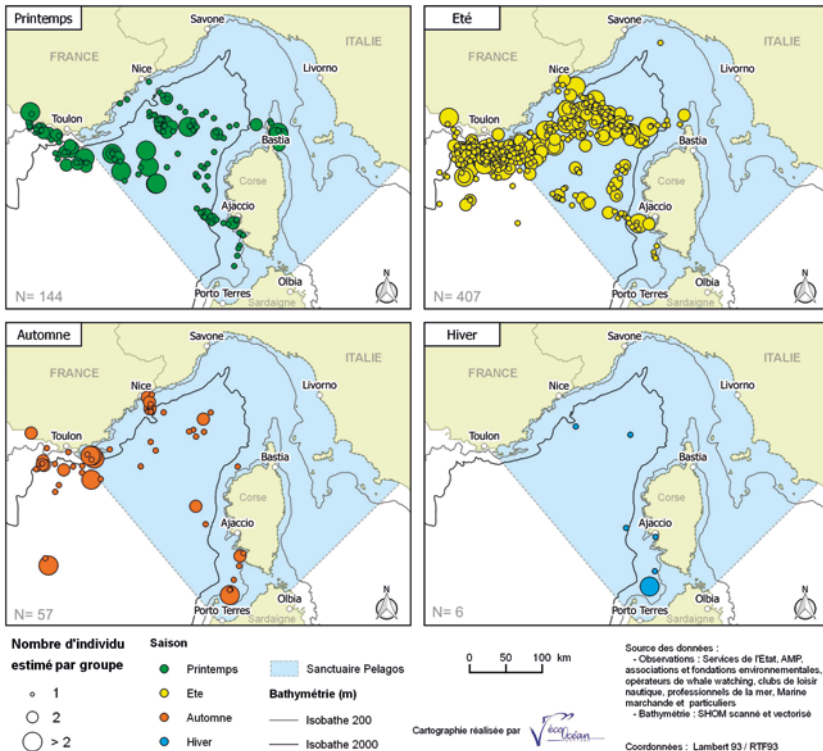 Printemps
Savone
ITALIE
FRANCE
Nice
Livorno
Toulon
Bastia
Corse
Ajaccio
Olbia
Porto Terres
Sardaigne
N= 144
N
Eté
Savone
ITALIE
FRANCE
Nice
Livorno
Toulon
Bastia
Corse
Ajaccio
Olbia
Porto Terres
Sardaigne
N= 407
N
Automne
Savone
ITALIE
FRANCE
Nice
Livorno
Toulon
Bastia
Corse
Ajaccio
Olbia
Porto Terres
Sardaigne
N= 57
N
Hiver
Savone
ITALIE
FRANCE
Nice
Livorno
Toulon
Bastia
Corse
Ajaccio
Olbia
Porto Terres
Sardaigne
N= 6
N
Nombre d'individu
estimé par groupe
1
2
> 2
Saison
Printemps
Ete
Automne
Hiver
Sanctuaire Pelagos
Bathymétrie (m)
Isobathe 200
Isobathe 2000
0 50 100 km
Cartographie réalisée par
écoOcéan
Source des données :
- Observations : Services de l'Etat, AMP,
associations et fondations environnementales,
opérateurs de whale watching, clubs de loisir
nautique, professionnels de la mer, Marine
marchande et particuliers
- Bathymétrie : SHOM scanné et vectorisé
Coordonnées : Lambert 93 / RTF93